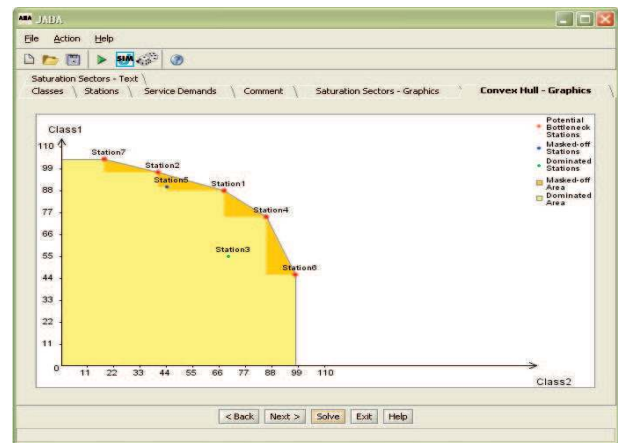 ABA JABA
File Action Help
SIM
Saturation Sectors - Text
Classes Stations Service Demands Comment Saturation Sectors - Graphics Convex Hull - Graphics
Class1
110
99
88
77
66
55
44
33
22
11
0
11 22 33 44 55 66 77 88 99 110
Class2
Station7
Station2
Station5
Station1
Station4
Station3
Station6
Potential
Bottleneck
Stations
Masked-off
Stations
Dominated
Stations
Masked-off
Area
Dominated
Area
< Back Next > Solve Exit Help